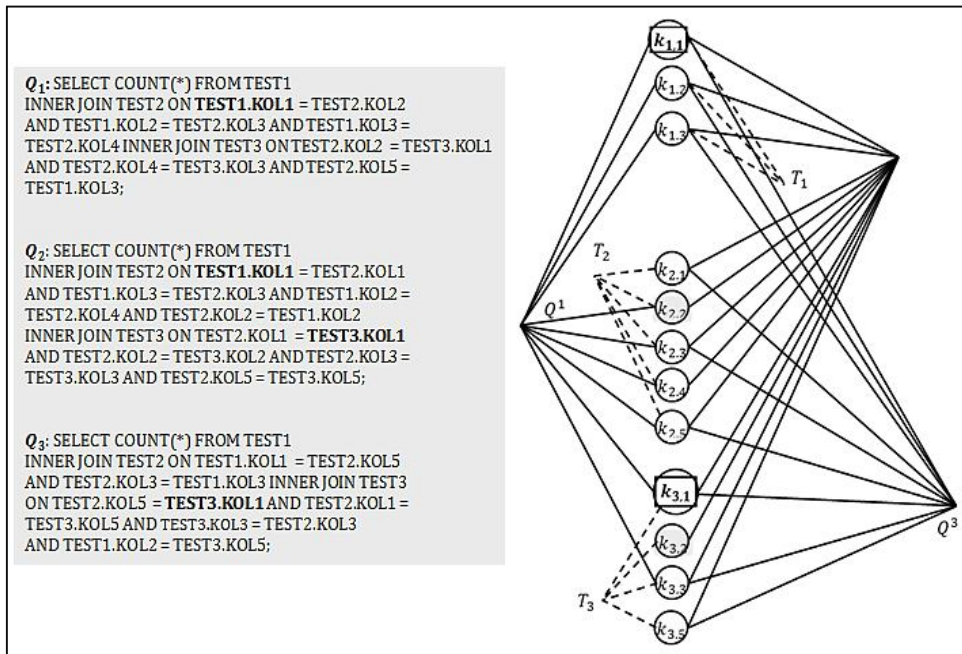 Q₁: SELECT COUNT(*) FROM TEST1
INNER JOIN TEST2 ON TEST1.KOL1 = TEST2.KOL2
AND TEST1.KOL2 = TEST2.KOL3 AND TEST1.KOL3 =
TEST2.KOL4 INNER JOIN TEST3 ON TEST2.KOL2 = TEST3.KOL1
AND TEST2.KOL4 = TEST3.KOL3 AND TEST2.KOL5 =
TEST1.KOL3;
Q₂: SELECT COUNT(*) FROM TEST1
INNER JOIN TEST2 ON TEST1.KOL1 = TEST2.KOL1
AND TEST1.KOL3 = TEST2.KOL3 AND TEST1.KOL2 =
TEST2.KOL4 AND TEST2.KOL2 = TEST1.KOL2
INNER JOIN TEST3 ON TEST2.KOL1 = TEST3.KOL1
AND TEST2.KOL2 = TEST3.KOL2 AND TEST2.KOL3 =
TEST3.KOL3 AND TEST2.KOL5 = TEST3.KOL5;
Q₃: SELECT COUNT(*) FROM TEST1
INNER JOIN TEST2 ON TEST1.KOL1 = TEST2.KOL5
AND TEST2.KOL3 = TEST1.KOL3 INNER JOIN TEST3
ON TEST2.KOL5 = TEST3.KOL1 AND TEST2.KOL1 =
TEST3.KOL5 AND TEST3.KOL3 = TEST2.KOL3
AND TEST1.KOL2 = TEST3.KOL5;
k₁,₁
k₁.₂
k₁.₃
T₁
T₂
k₂.₁
Q¹
k₂.₂
k₂.₃
k₂.₄
k₂.₅
k₃.₁
Q³
k₃.₂
k₃.₃
T₃
k₃.₅